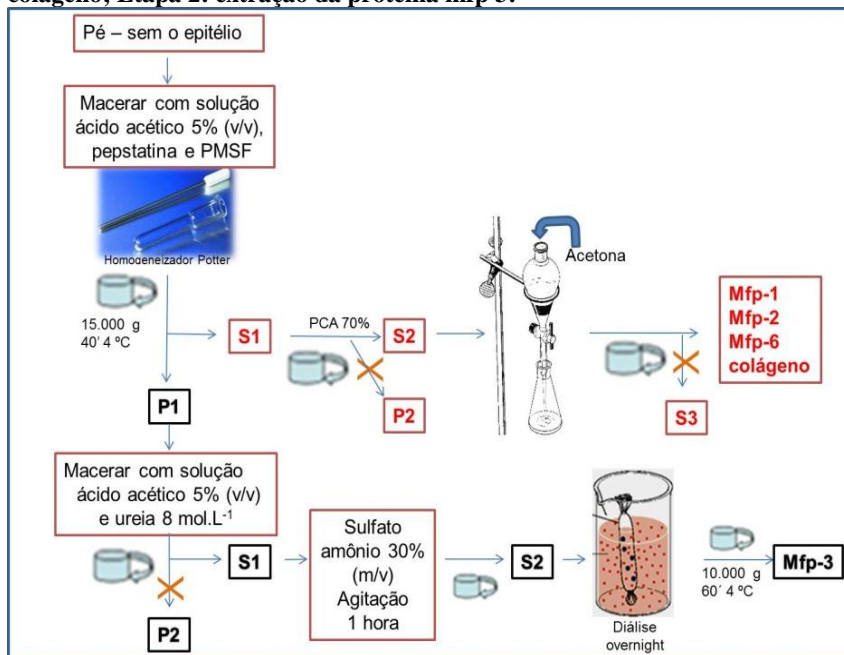 colágeno; Etapa 2: extração da proteína mfp 3.
Pé – sem o epitélio
Macerar com solução
ácido acético 5% (v/v),
pepstatina e PMSF
Homogeneizador Potter
15.000 g
40' 4 ºC
S1
PCA 70%
S2
P2
Acetona
Mfp-1
Mfp-2
Mfp-6
colágeno
S3
P1
Macerar com solução
ácido acético 5% (v/v)
e ureia 8 mol.L⁻¹
S1
P2
Sulfato
amônio 30%
(m/v)
Agitação
1 hora
S2
Diálise
overnight
10.000 g
60´ 4 ºC
Mfp-3